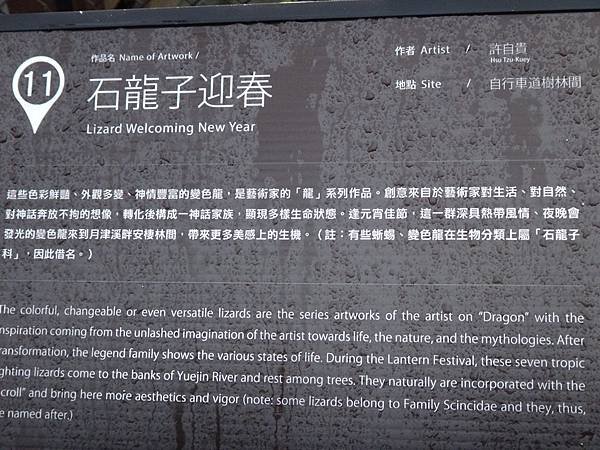 11
作品名 Name of Artwork /
石龍子迎春
Lizard Welcoming New Year
作者 Artist / 許自貴
Hsu Tzu-Kuey
地點 Site / 自行車道樹林間
這些色彩鮮豔、外觀多變、神情豐富的變色龍，是藝術家的「龍」系列作品。創意來自於藝術家對生活、對自然、
對神話奔放不拘的想像，轉化後構成一神話家族，顯現多樣生命狀態。逢元宵佳節，這一群深具熱帶風情、夜晚會
發光的變色龍來到月津溪畔安棲林間，帶來更多美感上的生機。（註：有些蜥蜴、變色龍在生物分類上屬「石龍子
科」，因此借名。）
The colorful, changeable or even versatile lizards are the series artworks of the artist on "Dragon" with the
nspiration coming from the unlashed imagination of the artist towards life, the nature, and the mythologies. After
ransformation, the legend family shows the various states of life. During the Lantern Festival, these seven tropic
ghting lizards come to the banks of Yuejin River and rest among trees. They naturally are incorporated with the
croll" and bring here more aesthetics and vigor (note: some lizards belong to Family Scincidae and they, thus,
e named after.)